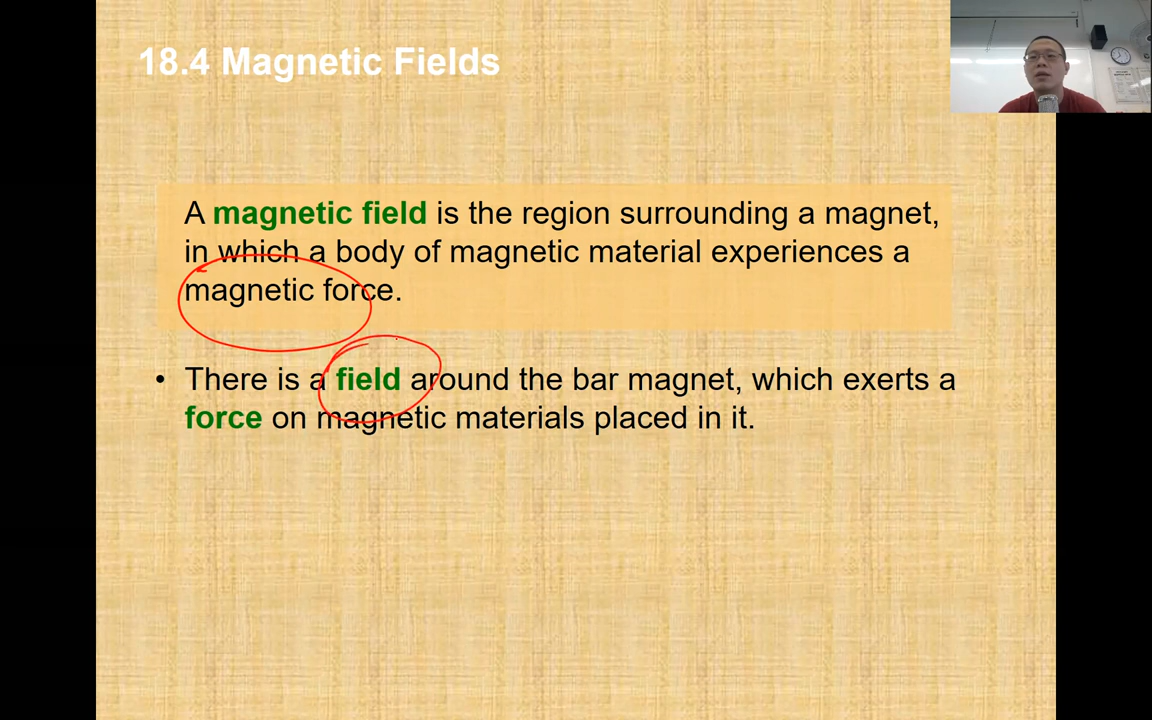 18.4 Magnetic Fields
A magnetic field is the region surrounding a magnet,
in which a body of magnetic material experiences a
magnetic force.
• There is a field around the bar magnet, which exerts a
force on magnetic materials placed in it.